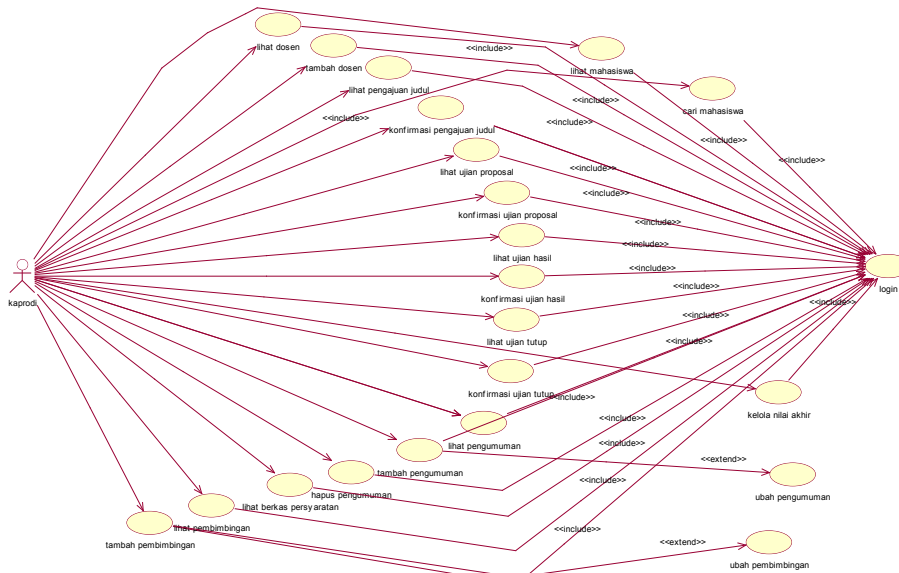 lihat dosen
<<include>>
lihat mahasiswa
tambah dosen
lihat pengajuan judul
<<include>>
cari mahasiswa
<<include>>
<<include>>
<<include>>
konfirmasi pengajuan judul
<<include>>
<<include>>
lihat ujian proposal
<<include>>
konfirmasi ujian proposal
<<include>>
<<include>>
lihat ujian hasil
<<include>>
kaprodi
konfirmasi ujian hasil
login
<<include>>
<<include>>
lihat ujian tutup
<<include>>
konfirmasi ujian tutup
<<include>>
kelola nilai akhir
<<include>>
lihat pengumuman
<<include>>
<<extend>>
tambah pengumuman
<<include>>
ubah pengumuman
hapus pengumuman
lihat berkas persyaratan
lihat pembimbingan
<<include>>
tambah pembimbingan
<<extend>>
ubah pembimbingan